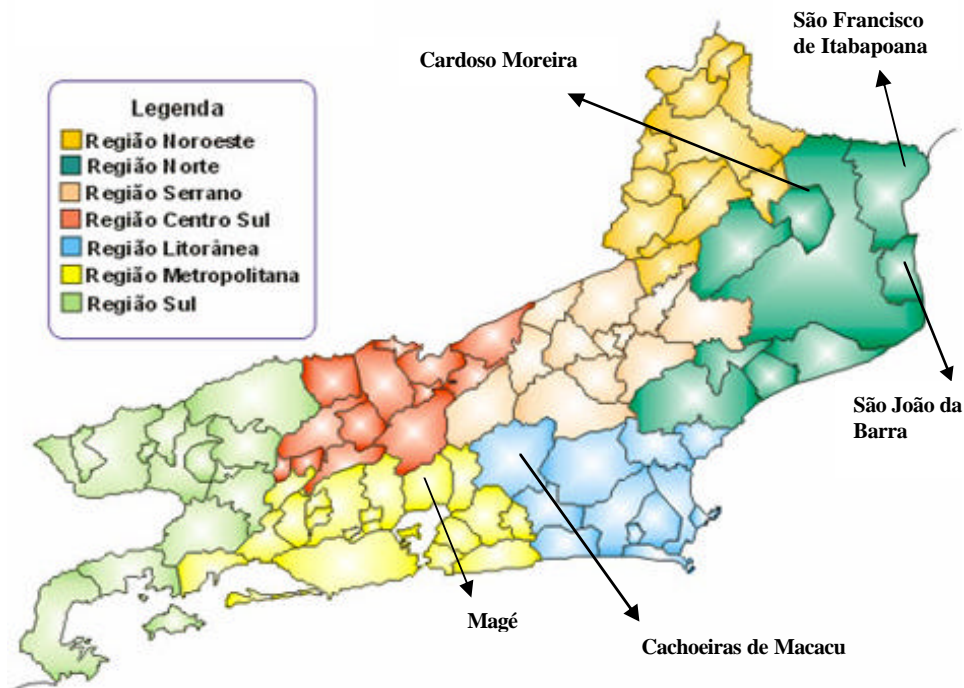 São Francisco
de Itabapoana
Cardoso Moreira
Legenda
Região Noroeste
Região Norte
Região Serrano
Região Centro Sul
Região Litorânea
Região Metropolitana
Região Sul
São João da
Barra
Magé
Cachoeiras de Macacu